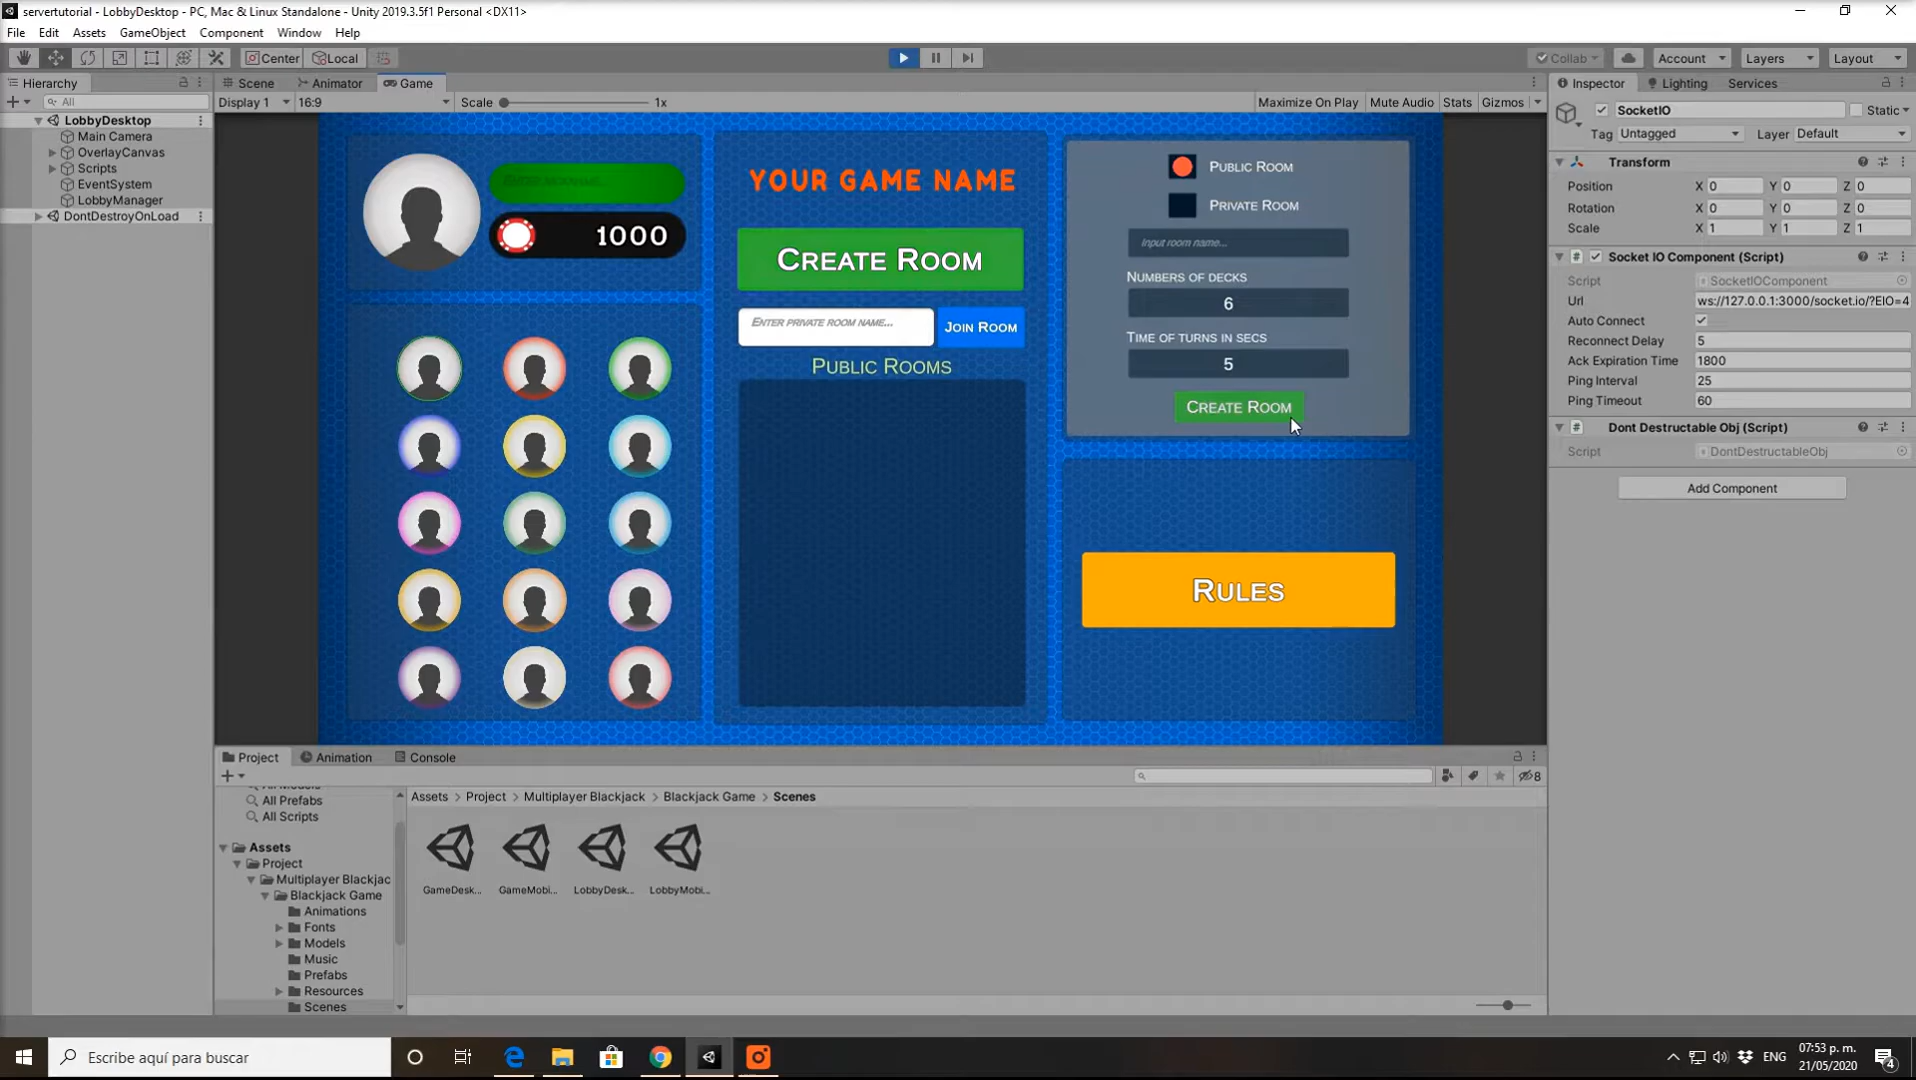 servertutorial - LobbyDesktop - PC, Mac & Linux Standalone - Unity 2019.3.5f1 Personal <DX11>
File Edit Assets GameObject Component Window Help
Center Local
Collab Account Layers Layout
Hierarchy
All
LobbyDesktop
Main Camera
OverlayCanvas
Scripts
EventSystem
LobbyManager
DontDestroyOnLoad
Scene Animator Game
Display 1 16:9 Scale 1x Maximize On Play Mute Audio Stats Gizmos
1000
YOUR GAME NAME
CREATE ROOM
ENTER PRIVATE ROOM NAME...
JOIN ROOM
PUBLIC ROOMS
PUBLIC ROOM
PRIVATE ROOM
Input room name...
NUMBERS OF DECKS
6
TIME OF TURNS IN SECS
5
CREATE ROOM
RULES
Inspector Lighting Services
SocketIO Static
Tag Untagged Layer Default
Transform
Position X 0 Y 0 Z 0
Rotation X 0 Y 0 Z 0
Scale X 1 Y 1 Z 1
Socket IO Component (Script)
Script SocketIOComponent
Url ws://127.0.0.1:3000/socket.io/?EIO=4
Auto Connect
Reconnect Delay 5
Ack Expiration Time 1800
Ping Interval 25
Ping Timeout 60
Dont Destructable Obj (Script)
Script DontDestructableObj
Add Component
Project Animation Console
8
All Prefabs
All Scripts
Assets
Project
Multiplayer Blackjac
Blackjack Game
Animations
Fonts
Models
Music
Prefabs
Resources
Scenes
Assets > Project > Multiplayer Blackjack > Blackjack Game > Scenes
GameDesk... GameMobi... LobbyDesk... LobbyMobi...
Escribe aquí para buscar
ENG
07:53 p. m.
21/05/2020
4